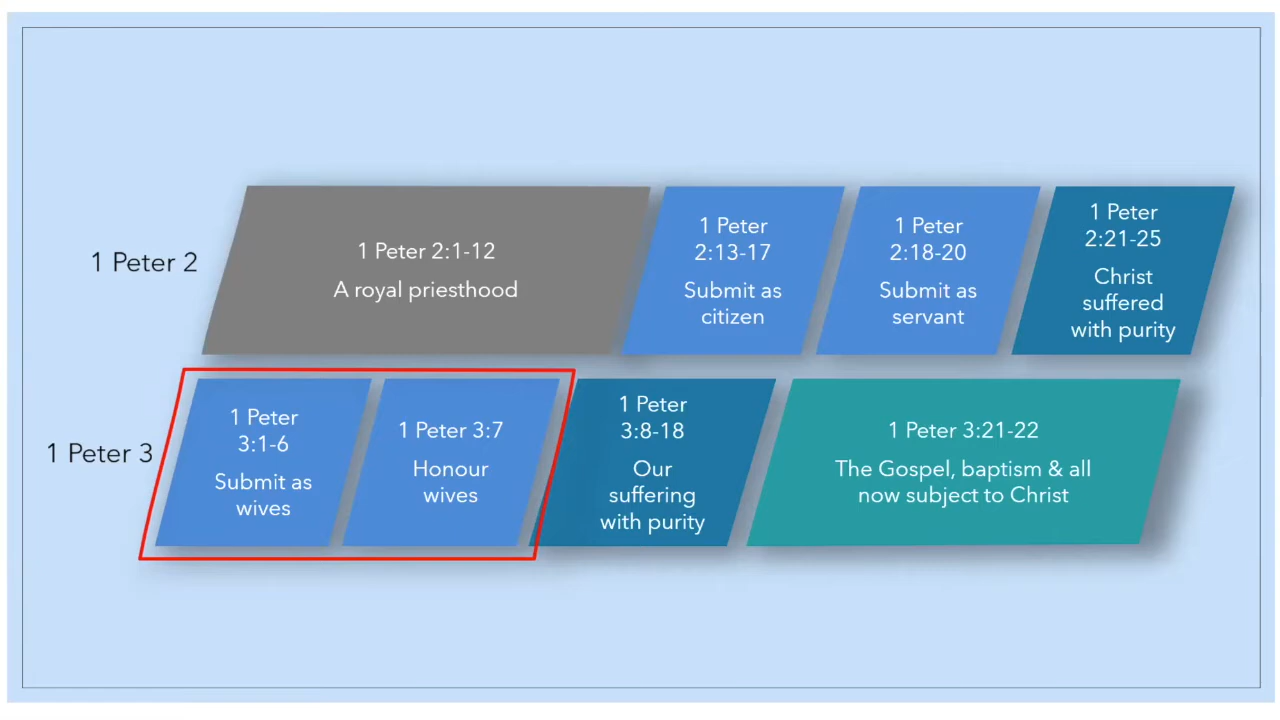 1 Peter 2
1 Peter 2:1-12
A royal priesthood
1 Peter
2:13-17
Submit as
citizen
1 Peter
2:18-20
Submit as
servant
1 Peter
2:21-25
Christ
suffered
with purity
1 Peter 3
1 Peter
3:1-6
Submit as
wives
1 Peter 3:7
Honour
wives
1 Peter
3:8-18
Our
suffering
with purity
1 Peter 3:21-22
The Gospel, baptism & all
now subject to Christ